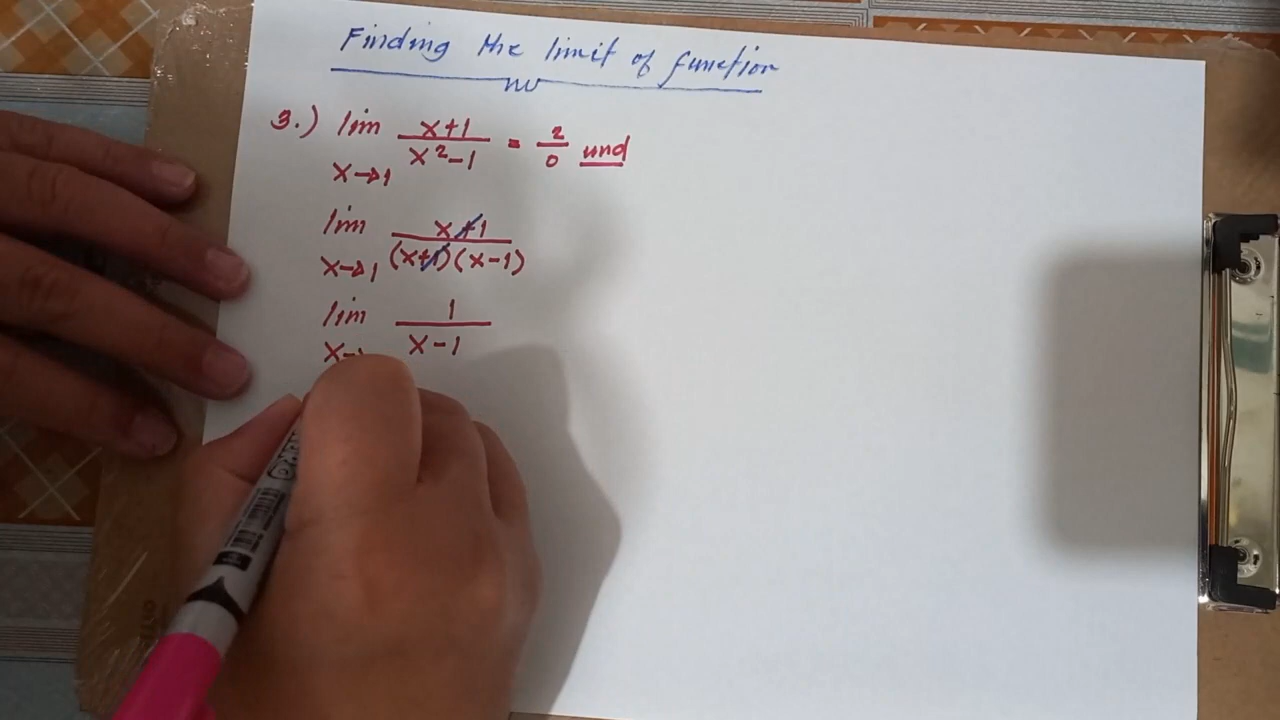 Finding the limit of function
3.) lim x+1 / x²-1 = 2/0 und
x→1
lim x+1 / (x+1)(x-1)
x→1
lim 1 / x-1
x→